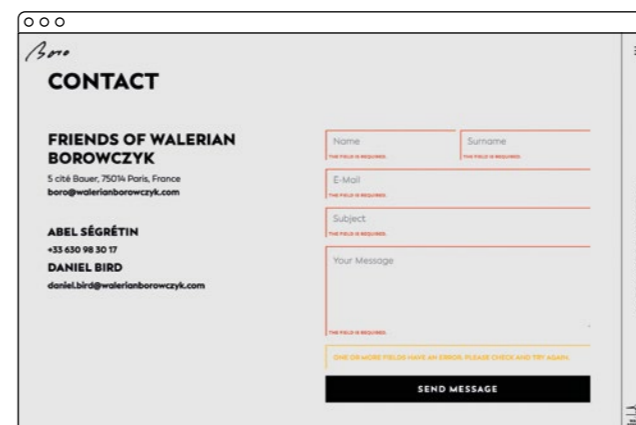 Boro
CONTACT
FRIENDS OF WALERIAN
BOROWCZYK
5 cité Bauer, 75014 Paris, France
boro@walerianborowczyk.com
ABEL SÉGRÉTIN
+33 630 98 30 17
DANIEL BIRD
daniel.bird@walerianborowczyk.com
Name
Surname
THE FIELD IS REQUIRED.
THE FIELD IS REQUIRED.
E-Mail
THE FIELD IS REQUIRED.
Subject
THE FIELD IS REQUIRED.
Your Message
THE FIELD IS REQUIRED.
ONE OR MORE FIELDS HAVE AN ERROR. PLEASE CHECK AND TRY AGAIN.
SEND MESSAGE